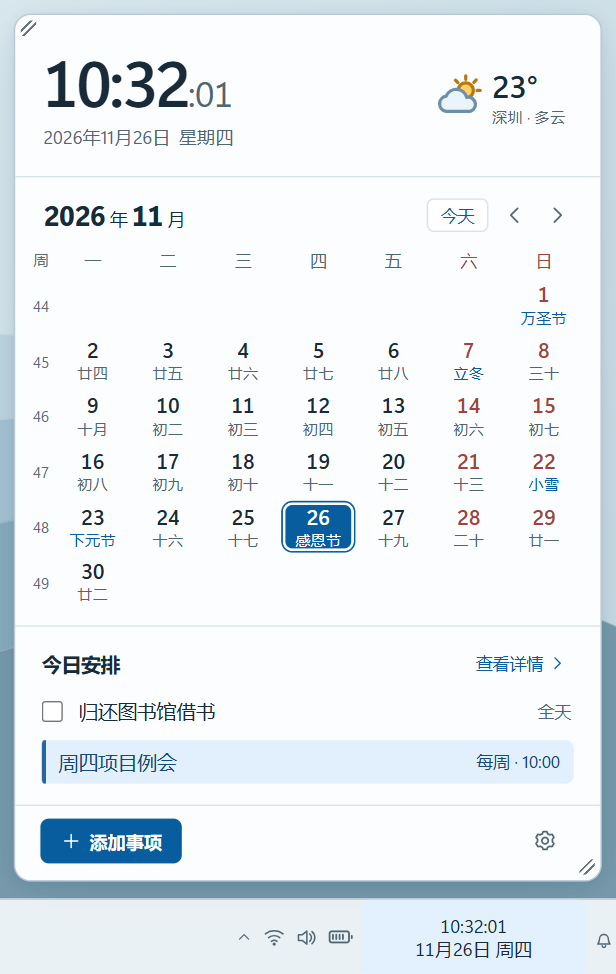 10:32:01
2026年11月26日 星期四
23°
深圳 · 多云
2026 年 11 月
今天
周 一 二 三 四 五 六 日
44 1
万圣节
45 2 3 4 5 6 7 8
廿四 廿五 廿六 廿七 廿八 立冬 三十
46 9 10 11 12 13 14 15
十月 初二 初三 初四 初五 初六 初七
47 16 17 18 19 20 21 22
初八 初九 初十 十一 十二 十三 小雪
48 23 24 25 26 27 28 29
下元节 十六 十七 感恩节 十九 二十 廿一
49 30
廿二
今日安排 查看详情
归还图书馆借书 全天
周四项目例会 每周 · 10:00
添加事项
10:32:01
11月26日 周四